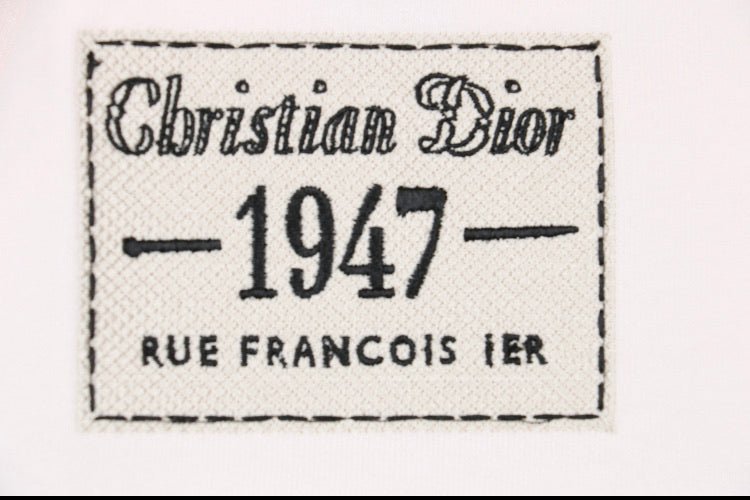 Christian Dior
1947
RUE FRANCOIS IER